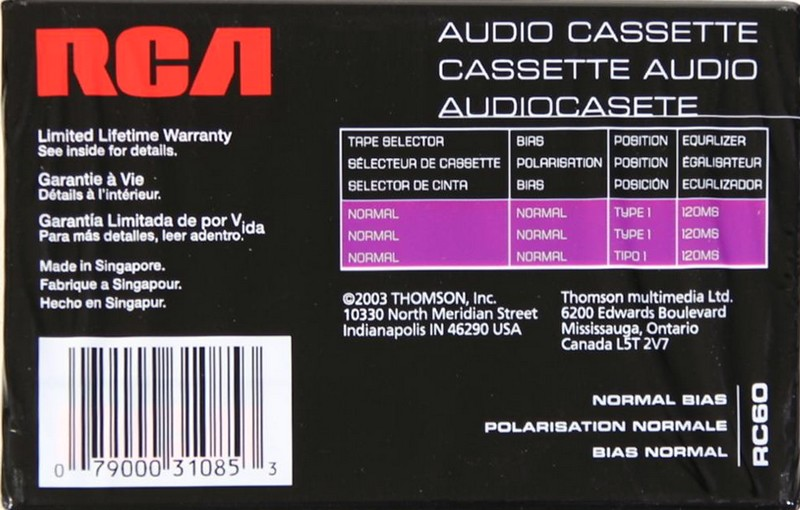 RCA
AUDIO CASSETTE
CASSETTE AUDIO
AUDIOCASETE
Limited Lifetime Warranty
See inside for details.
Garantie à Vie
Détails à l'intérieur.
Garantía Limitada de por Vida
Para más detalles, leer adentro.
Made in Singapore.
Fabrique a Singapour.
Hecho en Singapur.
TAPE SELECTOR BIAS POSITION EQUALIZER
SÉLECTEUR DE CASSETTE POLARISATION POSITION ÉGALISATEUR
SELECTOR DE CINTA BIAS POSICIÓN ECUALIZADOR
NORMAL NORMAL TYPE I 120MS
NORMAL NORMAL TYPE I 120MS
NORMAL NORMAL TIPO I 120MS
©2003 THOMSON, Inc.
10330 North Meridian Street
Indianapolis IN 46290 USA
Thomson multimedia Ltd.
6200 Edwards Boulevard
Mississauga, Ontario
Canada L5T 2V7
NORMAL BIAS
POLARISATION NORMALE
BIAS NORMAL
RC60
0 79000 31085 3